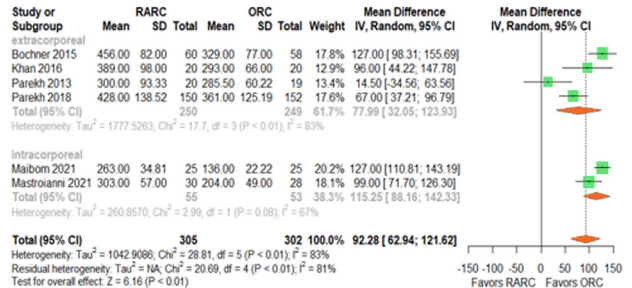 Study or RARC ORC Mean Difference Mean Difference
Subgroup Mean SD Total Mean SD Total Weight IV, Random, 95% CI IV, Random, 95% CI
extracorporeal
Bochner 2015 456.00 82.00 60 329.00 77.00 58 17.8% 127.00 [98.31; 155.69]
Khan 2016 389.00 98.00 20 293.00 66.00 20 13.2% 96.00 [44.22; 147.78]
Parekh 2013 300.00 93.33 20 285.50 60.22 19 13.4% 14.50 [-34.56; 63.56]
Parekh 2018 428.00 138.52 150 361.00 125.19 152 17.4% 67.00 [37.21; 96.79]
Total (95% CI) 250 249 61.7% 77.99 [32.05; 123.93]
Heterogeneity: Tau² = 1777.5263, Chi² = 17.7, df = 3 (P < 0.01); I² = 83%
intracorporeal
Maibom 2021 263.00 34.81 25 136.00 22.22 25 20.2% 127.00 [110.81; 143.19]
Mastroianni 2021 303.00 57.00 30 204.00 49.00 28 18.1% 99.00 [71.70; 126.30]
Total (95% CI) 55 53 38.3% 115.25 [88.16; 142.33]
Heterogeneity: Tau² = 260.8570; Chi² = 2.99, df = 1 (P = 0.08); I² = 67%
Total (95% CI) 305 302 100.0% 92.28 [62.94; 121.62]
Heterogeneity: Tau² = 1042.9086; Chi² = 28.81, df = 5 (P < 0.01); I² = 83%
Residual heterogeneity: Tau² = NA; Chi² = 20.69, df = 4 (P < 0.01); I² = 81%
Test for overall effect: Z = 6.16 (P < 0.01)
-150 -100 -50 0 50 100 150
Favors RARC Favors ORC